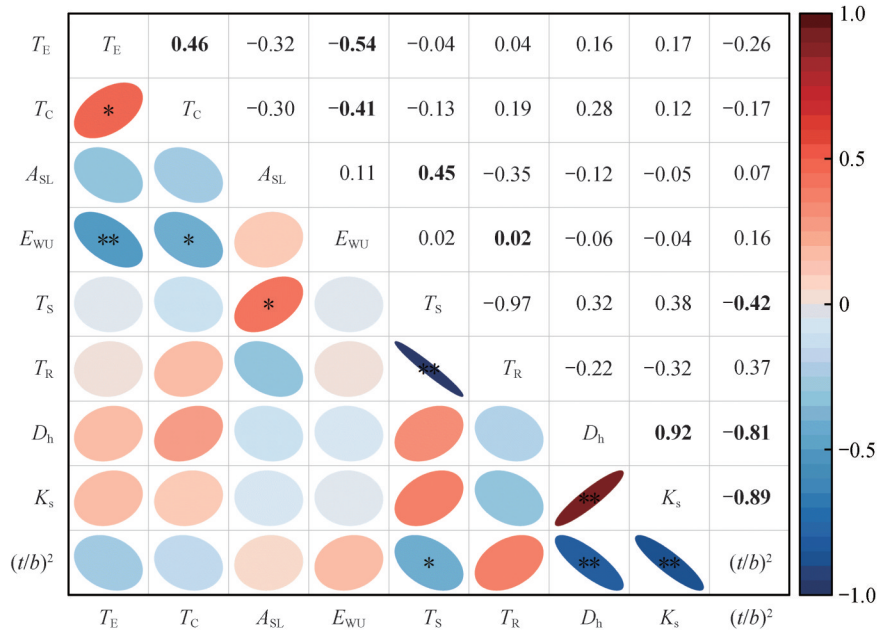 T_E T_E 0.46 −0.32 −0.54 −0.04 0.04 0.16 0.17 −0.26
T_C * T_C −0.30 −0.41 −0.13 0.19 0.28 0.12 −0.17
A_SL A_SL 0.11 0.45 −0.35 −0.12 −0.05 0.07
E_WU ** * E_WU 0.02 0.02 −0.06 −0.04 0.16
T_S * T_S −0.97 0.32 0.38 −0.42
T_R ** T_R −0.22 −0.32 0.37
D_h D_h 0.92 −0.81
K_s ** K_s −0.89
(t/b)² * ** ** (t/b)²
T_E T_C A_SL E_WU T_S T_R D_h K_s (t/b)²
1.0
0.5
0
−0.5
−1.0